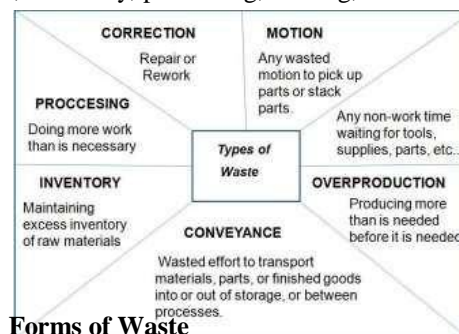 CORRECTION
Repair or
Rework
MOTION
Any wasted
motion to pick up
parts or stack
parts.
PROCCESING
Doing more work
than is necessary
Any non-work time
waiting for tools,
supplies, parts, etc..
Types of
Waste
INVENTORY
Maintaining
excess inventory
of raw materials
OVERPRODUCTION
Producing more
than is needed
before it is needed
CONVEYANCE
Wasted effort to transport
materials, parts, or finished goods
into or out of storage, or between
processes.
Forms of Waste